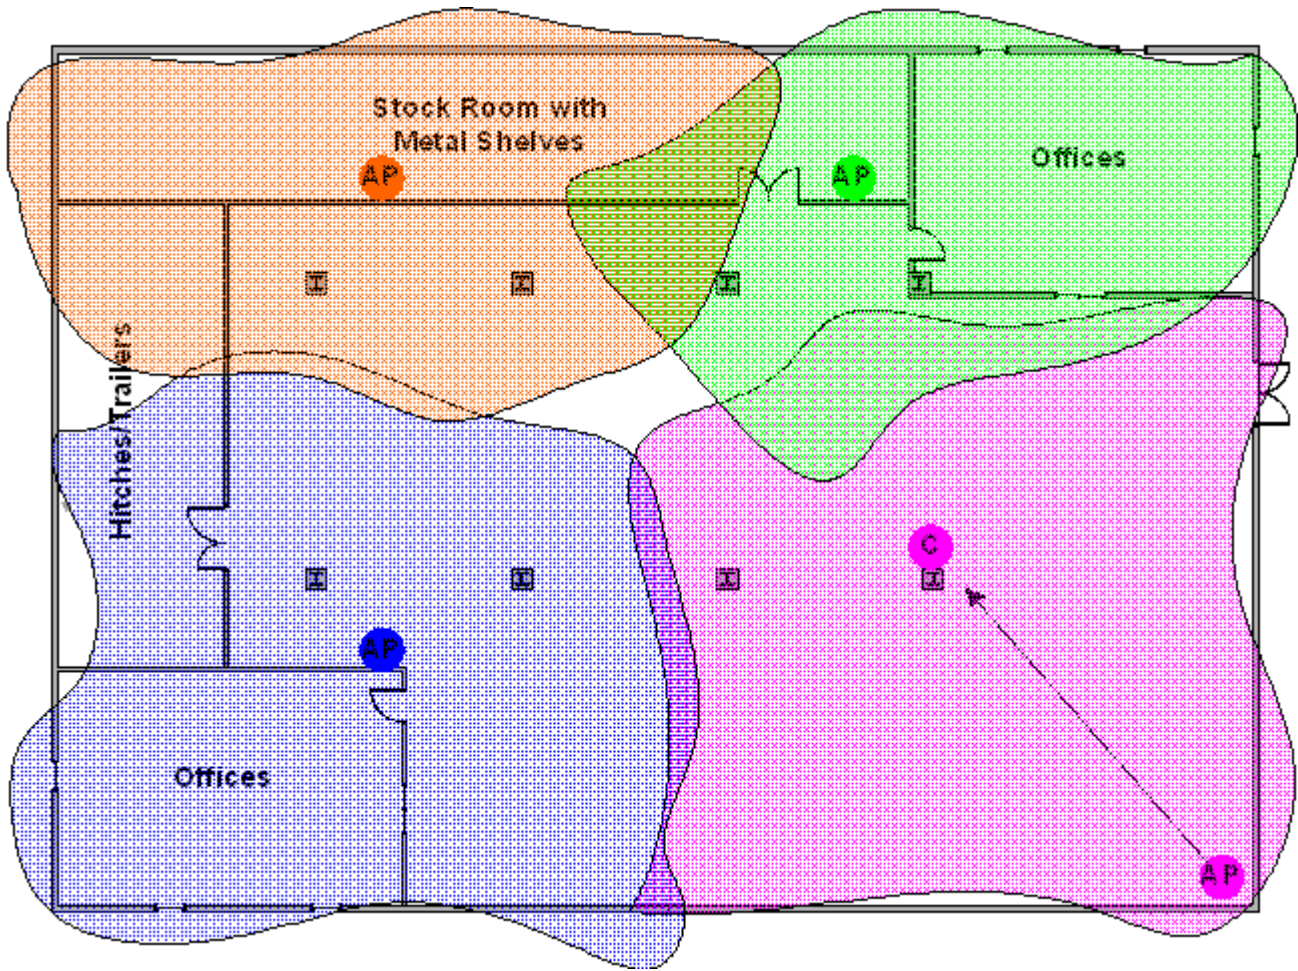 Stock Room with
Metal Shelves
AP
AP
Offices
I
I
I
I
Hitches/Trailers
C
I
I
I
I
AP
Offices
AP